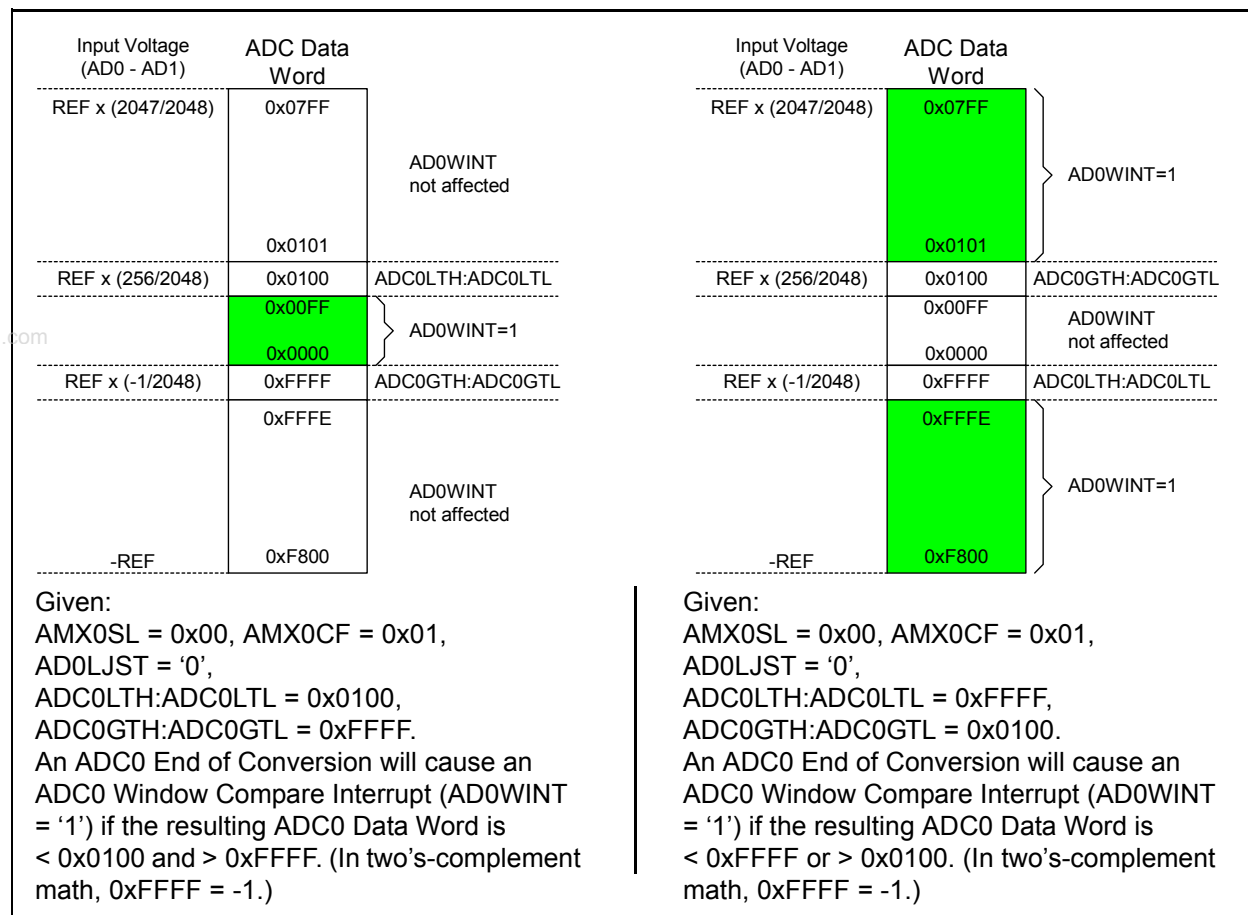 Input Voltage
(AD0 - AD1)
ADC Data
Word
REF x (2047/2048)
0x07FF
AD0WINT
not affected
0x0101
REF x (256/2048)
0x0100
ADC0LTH:ADC0LTL
0x00FF
AD0WINT=1
0x0000
REF x (-1/2048)
0xFFFF
ADC0GTH:ADC0GTL
0xFFFE
AD0WINT
not affected
-REF
0xF800
Given:
AMX0SL = 0x00, AMX0CF = 0x01,
AD0LJST = ‘0’,
ADC0LTH:ADC0LTL = 0x0100,
ADC0GTH:ADC0GTL = 0xFFFF.
An ADC0 End of Conversion will cause an
ADC0 Window Compare Interrupt (AD0WINT
= ‘1’) if the resulting ADC0 Data Word is
< 0x0100 and > 0xFFFF. (In two’s-complement
math, 0xFFFF = -1.)
Input Voltage
(AD0 - AD1)
ADC Data
Word
REF x (2047/2048)
0x07FF
AD0WINT=1
0x0101
REF x (256/2048)
0x0100
ADC0GTH:ADC0GTL
0x00FF
AD0WINT
not affected
0x0000
REF x (-1/2048)
0xFFFF
ADC0LTH:ADC0LTL
0xFFFE
AD0WINT=1
-REF
0xF800
Given:
AMX0SL = 0x00, AMX0CF = 0x01,
AD0LJST = ‘0’,
ADC0LTH:ADC0LTL = 0xFFFF,
ADC0GTH:ADC0GTL = 0x0100.
An ADC0 End of Conversion will cause an
ADC0 Window Compare Interrupt (AD0WINT
= ‘1’) if the resulting ADC0 Data Word is
< 0xFFFF or > 0x0100. (In two’s-complement
math, 0xFFFF = -1.)
.com